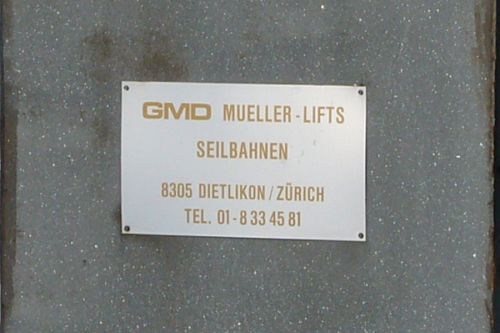 GMD MUELLER-LIFTS
SEILBAHNEN
8305 DIETLIKON/ZÜRICH
TEL. 01-8 33 45 81